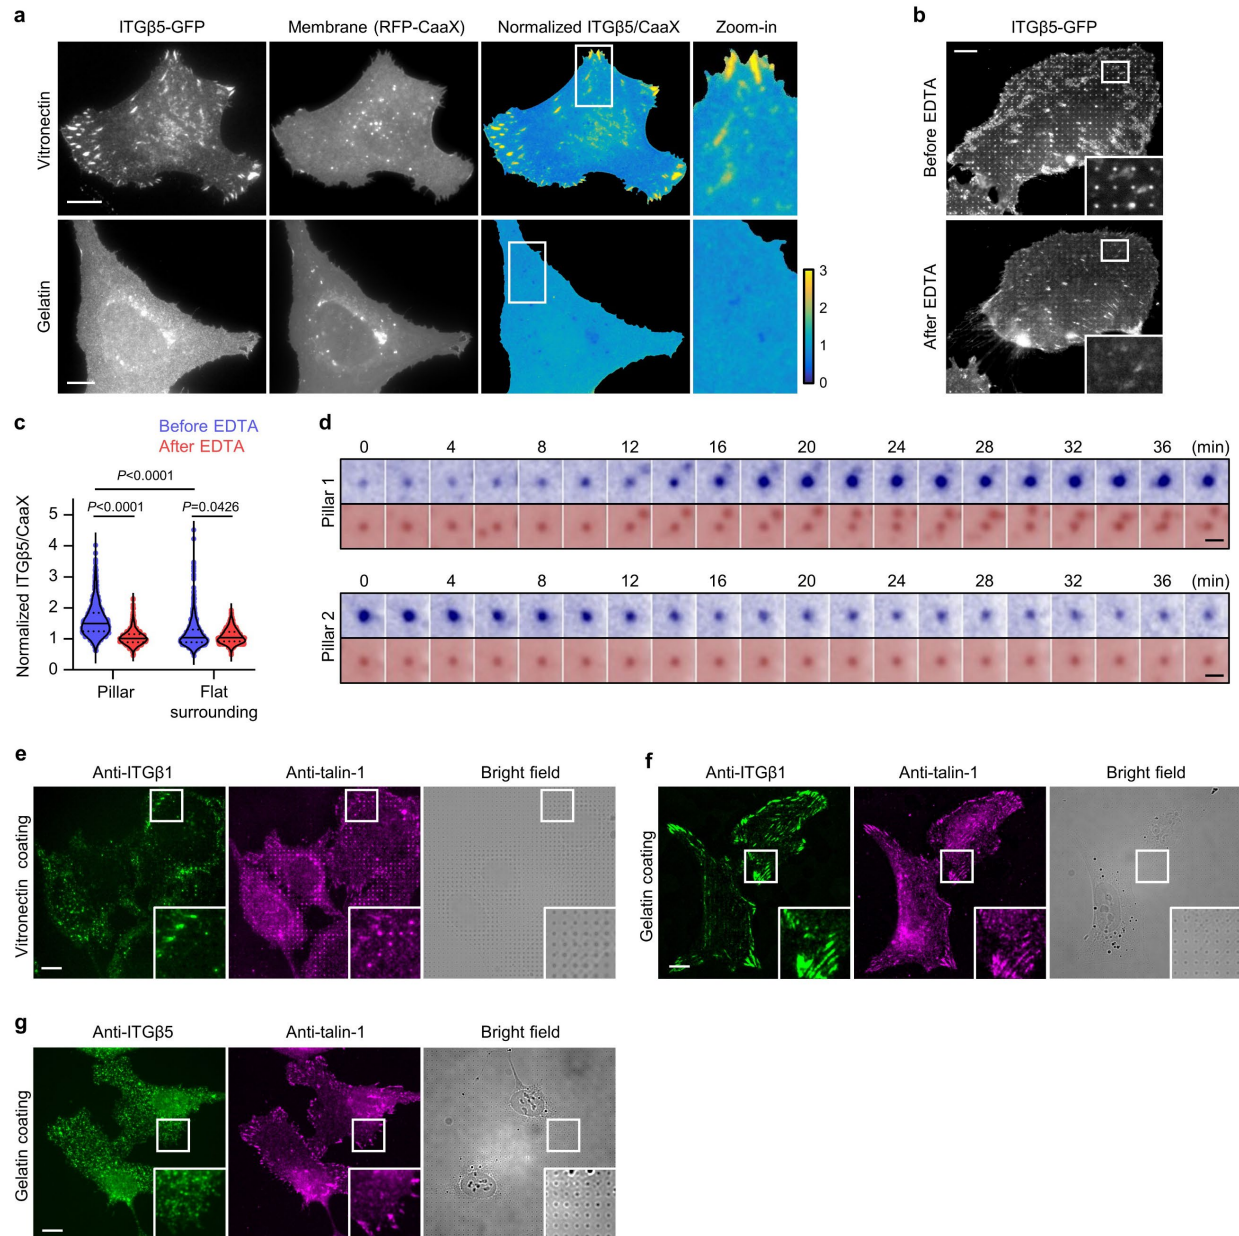 a
ITGβ5-GFP
Membrane (RFP-CaaX)
Normalized ITGβ5/CaaX
Zoom-in
Vitronectin
Gelatin
3
2
1
0
b
ITGβ5-GFP
Before EDTA
After EDTA
c
Before EDTA
After EDTA
P<0.0001
P<0.0001
P=0.0426
Normalized ITGβ5/CaaX
5
4
3
2
1
0
Pillar
Flat
surrounding
d
0 4 8 12 16 20 24 28 32 36 (min)
Pillar 1
0 4 8 12 16 20 24 28 32 36 (min)
Pillar 2
e
Anti-ITGβ1
Anti-talin-1
Bright field
Vitronectin coating
f
Anti-ITGβ1
Anti-talin-1
Bright field
Gelatin coating
g
Anti-ITGβ5
Anti-talin-1
Bright field
Gelatin coating